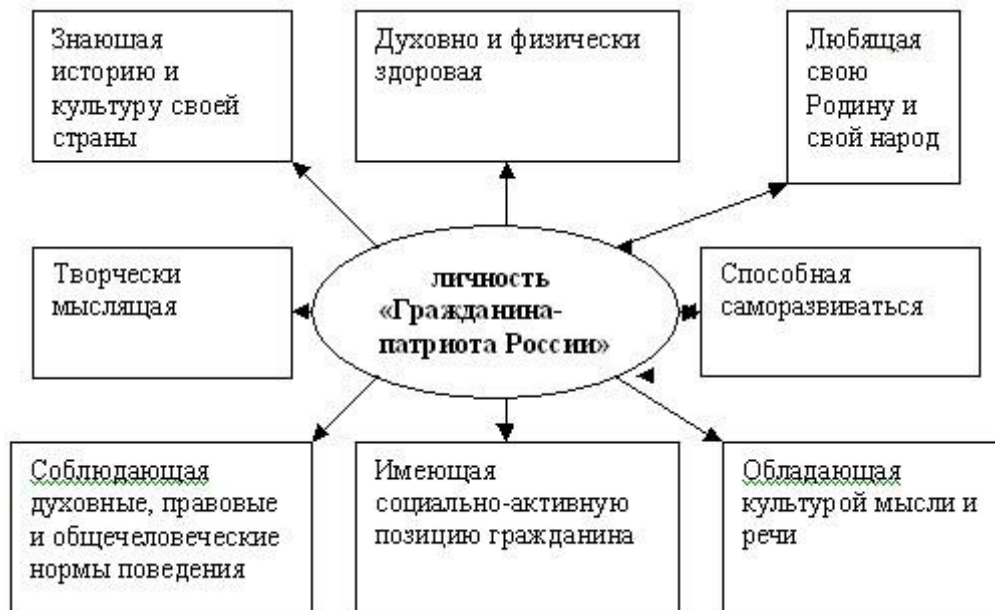 Знающая
историю и
культуру своей
страны
Духовно и физически
здоровая
Любящая
свою
Родину и
свой народ
Творчески
мыслящая
личность
«Гражданина-
патриота России»
Способная
саморазвиваться
Соблюдающая
духовные, правовые
и общечеловеческие
нормы поведения
Имеющая
социально-активную
позицию гражданина
Обладающая
культурой мысли и
речи